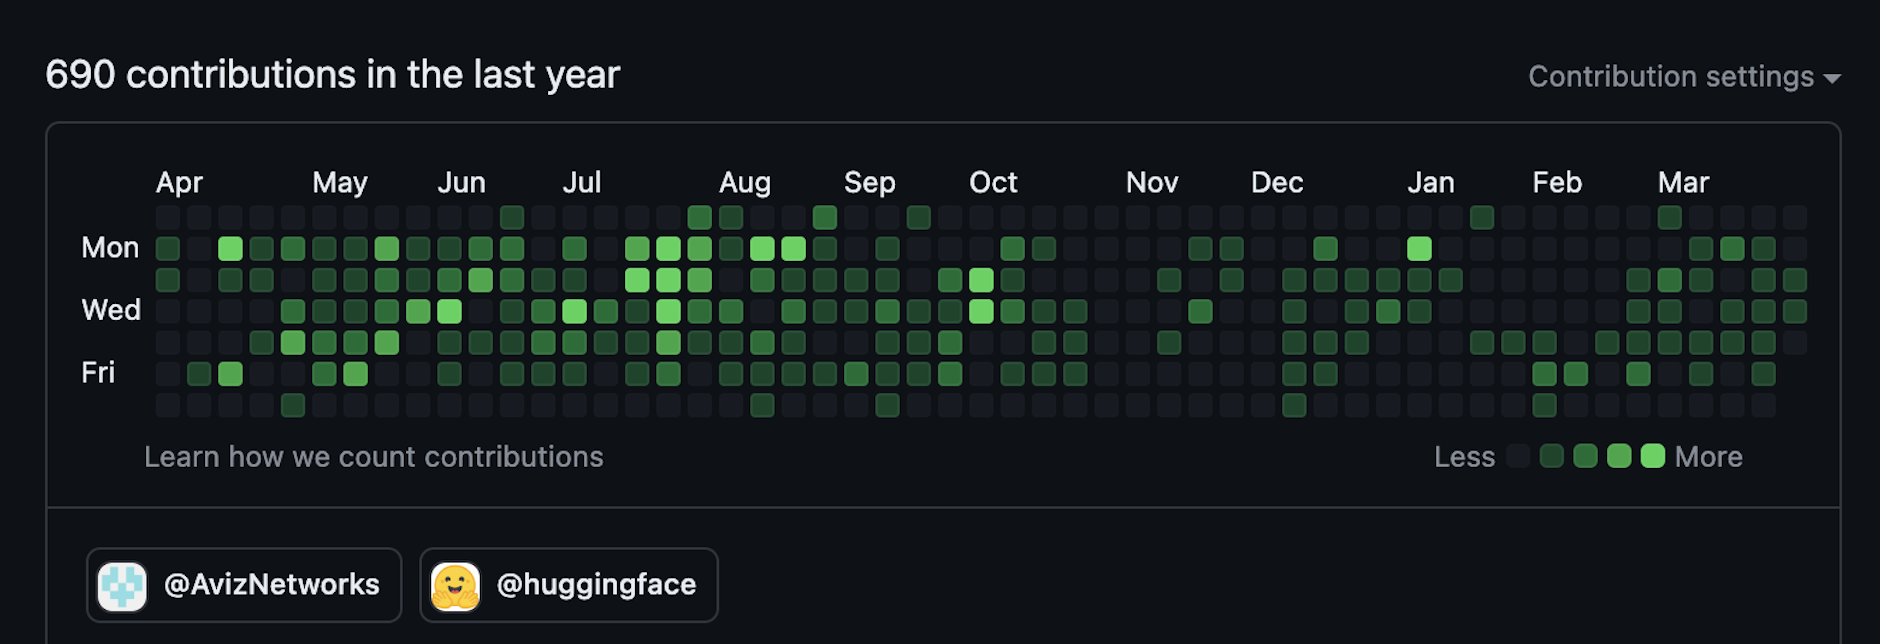 690 contributions in the last year
Contribution settings
Apr May Jun Jul Aug Sep Oct Nov Dec Jan Feb Mar
Mon
Wed
Fri
Learn how we count contributions
Less More
@AvizNetworks @huggingface